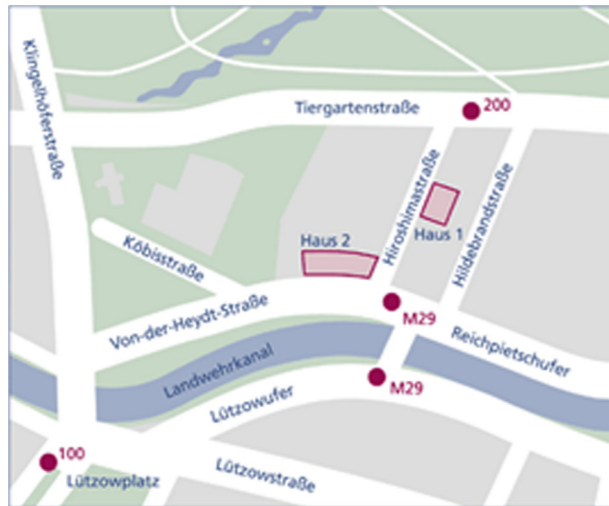 Klingelhöferstraße
Tiergartenstraße
200
Hiroshimastraße
Haus 1
Hildebrandstraße
Köbisstraße
Haus 2
Von-der-Heydt-Straße
M29
Reichpietschufer
Landwehrkanal
M29
Lützowufer
100
Lützowplatz
Lützowstraße